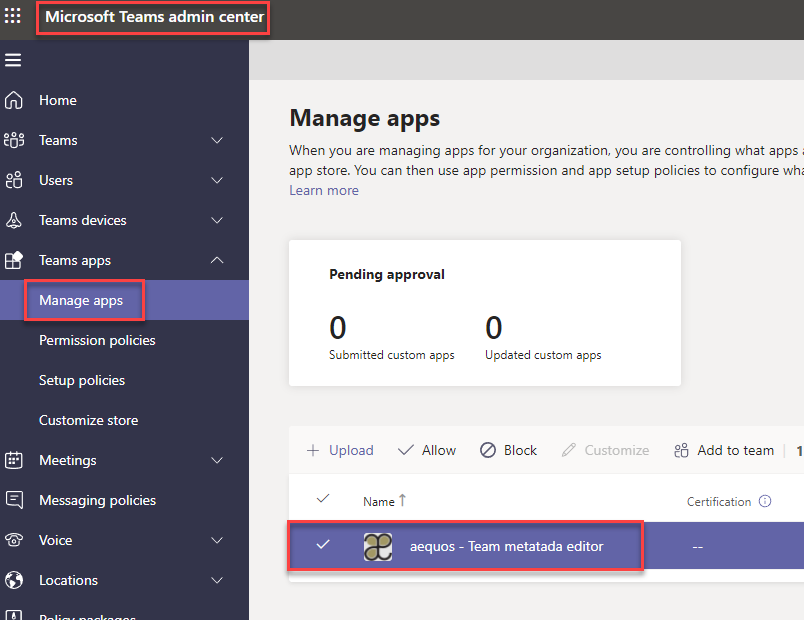 Microsoft Teams admin center
Home
Teams
Users
Teams devices
Teams apps
Manage apps
Permission policies
Setup policies
Customize store
Meetings
Messaging policies
Voice
Locations
Policy packages
Manage apps
When you are managing apps for your organization, you are controlling what apps
app store. You can then use app permission and app setup policies to configure
Learn more
Pending approval
0 0
Submitted custom apps Updated custom apps
Upload Allow Block Customize Add to team 1
Name Certification
æ aequos - Team metatada editor --